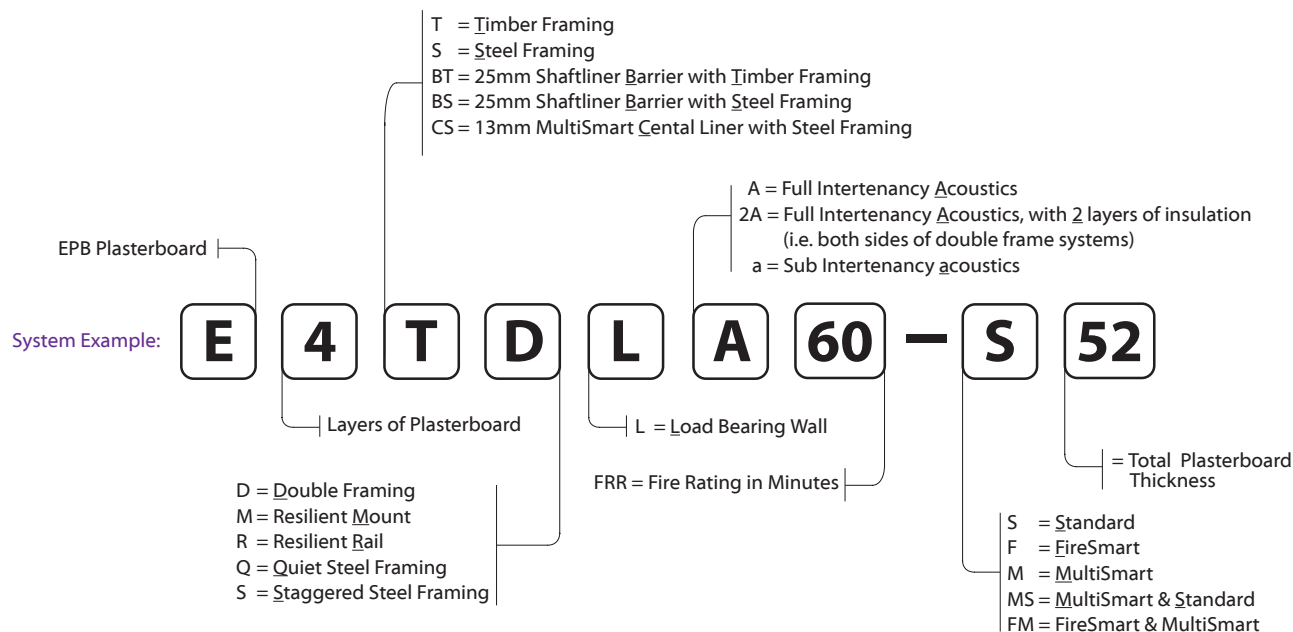 T = Timber Framing
S = Steel Framing
BT = 25mm Shaftliner Barrier with Timber Framing
BS = 25mm Shaftliner Barrier with Steel Framing
CS = 13mm MultiSmart Cental Liner with Steel Framing
A = Full Intertenancy Acoustics
2A = Full Intertenancy Acoustics, with 2 layers of insulation
(i.e. both sides of double frame systems)
a = Sub Intertenancy acoustics
EPB Plasterboard
System Example: E 4 T D L A 60 – S 52
Layers of Plasterboard
L = Load Bearing Wall
FRR = Fire Rating in Minutes
= Total Plasterboard
Thickness
D = Double Framing
M = Resilient Mount
R = Resilient Rail
Q = Quiet Steel Framing
S = Staggered Steel Framing
S = Standard
F = FireSmart
M = MultiSmart
MS = MultiSmart & Standard
FM = FireSmart & MultiSmart